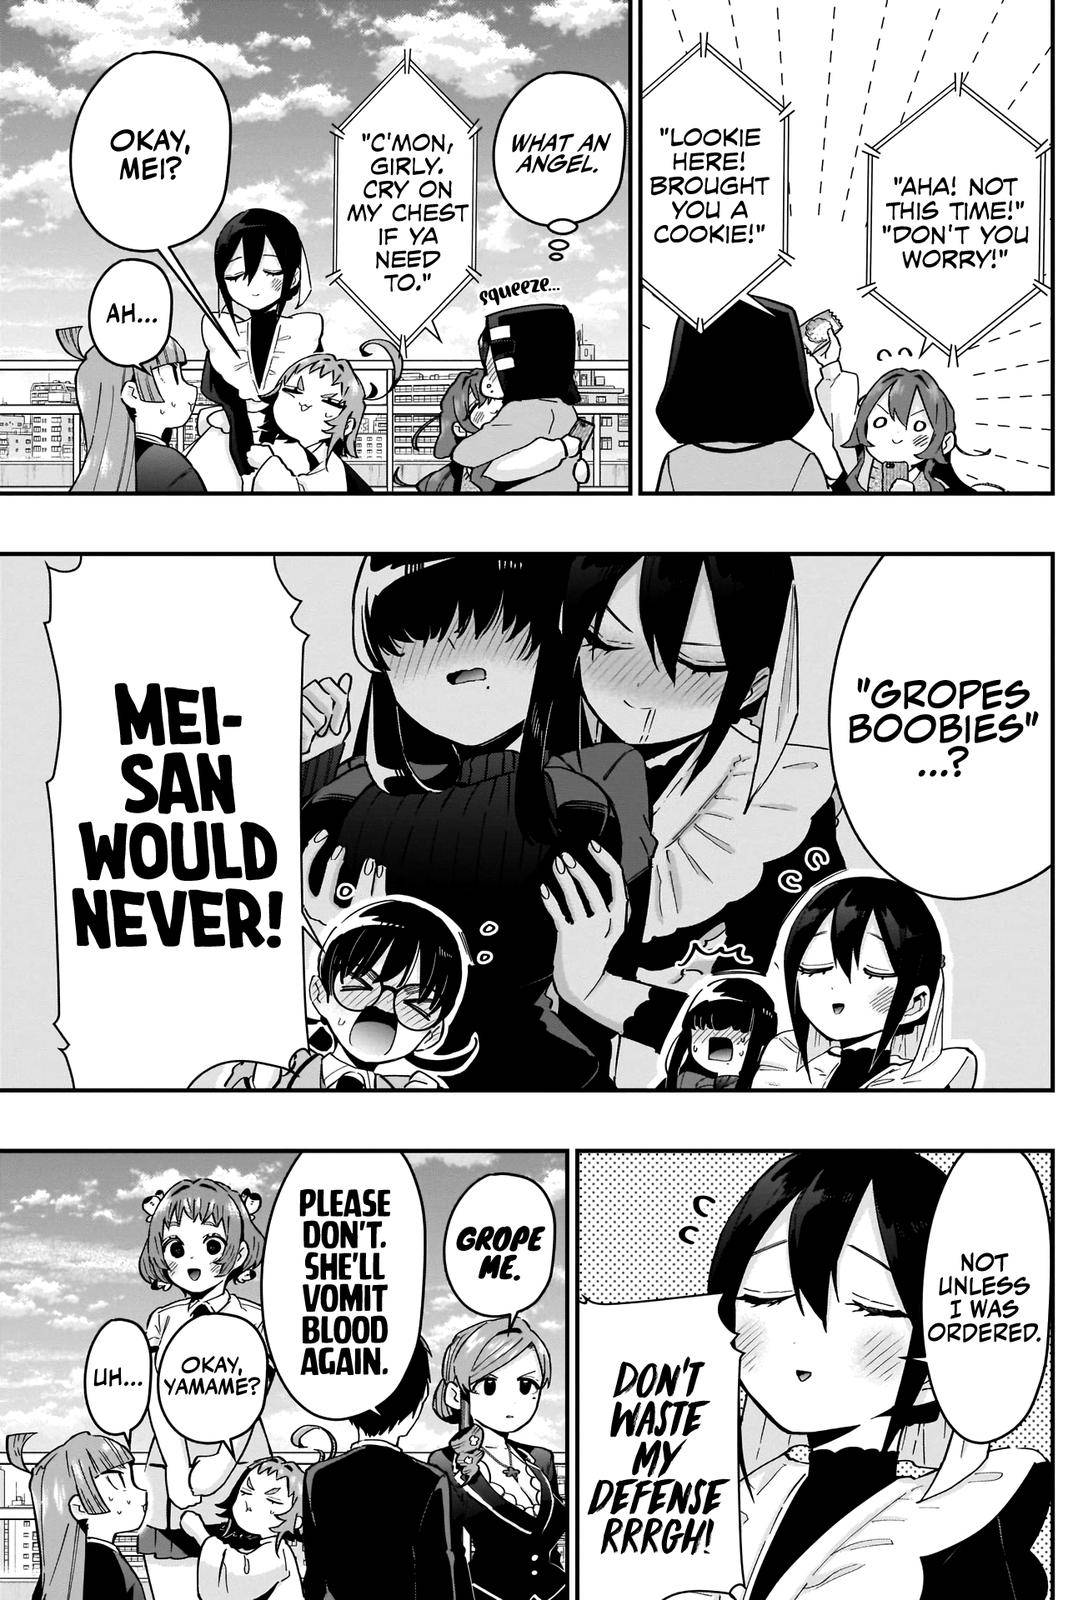 "LOOKIE
HERE!
BROUGHT
YOU A
COOKIE!"
"AHA! NOT
THIS TIME!"
"DON'T YOU
WORRY!"
WHAT AN
ANGEL.
squeeze...
"C'MON,
GIRLY.
CRY ON
MY CHEST
IF YA
NEED
TO."
OKAY,
MEI?
AH...
"GROPES
BOOBIES"
...?
MEI-
SAN
WOULD
NEVER!
NOT
UNLESS
I WAS
ORDERED.
DON'T
WASTE
MY
DEFENSE
RRRGH!
GROPE
ME.
PLEASE
DON'T.
SHE'LL
VOMIT
BLOOD
AGAIN.
OKAY,
YAMAME?
UH...